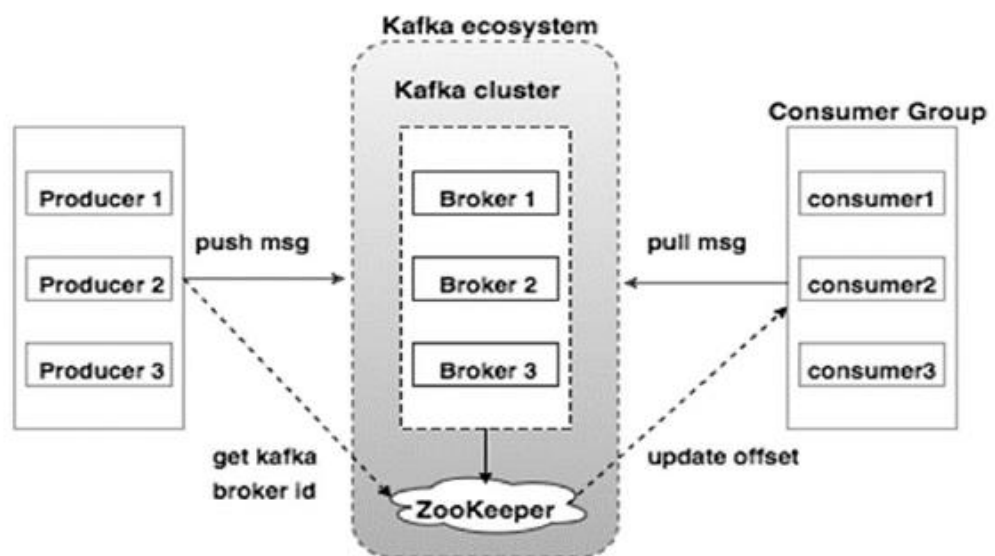 Kafka ecosystem
Kafka cluster
Consumer Group
Producer 1
Broker 1
consumer1
push msg
pull msg
Producer 2
Broker 2
consumer2
Producer 3
Broker 3
consumer3
get kafka
broker id
update offset
ZooKeeper